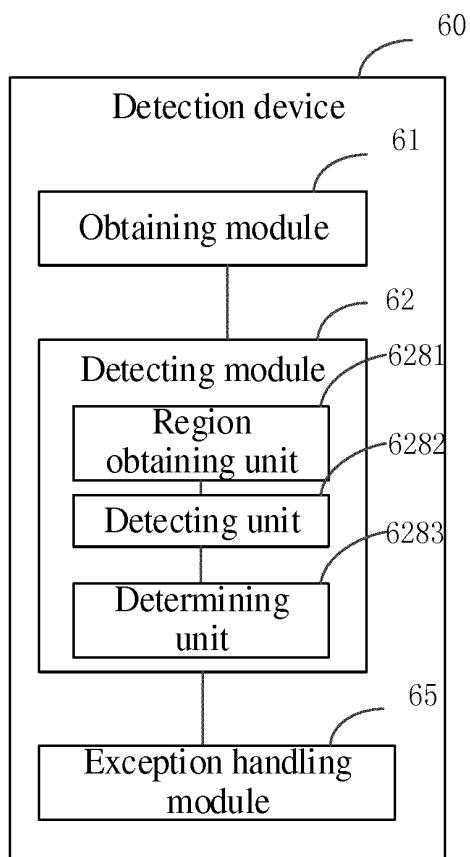 60
Detection device
61
Obtaining module
62
Detecting module
6281
Region
obtaining unit
6282
Detecting unit
6283
Determining
unit
65
Exception handling
module